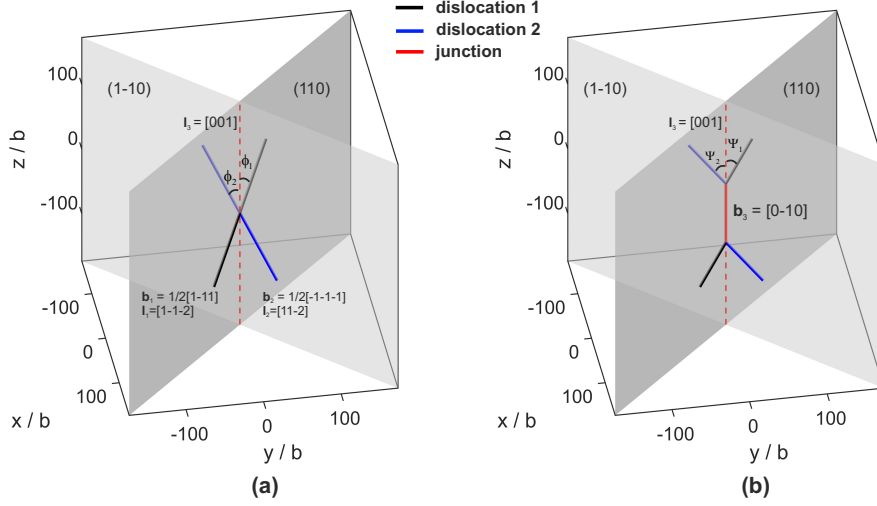 dislocation 1
dislocation 2
junction
(1-10)
(110)
l₃ = [001]
ϕ₁
ϕ₂
b₁ = 1/2[1-11]
l₁=[1-1-2]
b₂ = 1/2[-1-1-1]
l₂=[11-2]
z / b
100
0
-100
-100
0
100
x / b
-100
0
100
y / b
(a)
(1-10)
(110)
l₃ = [001]
Ψ₁
Ψ₂
b₃ = [0-10]
z / b
100
0
-100
-100
0
100
x / b
-100
0
100
y / b
(b)